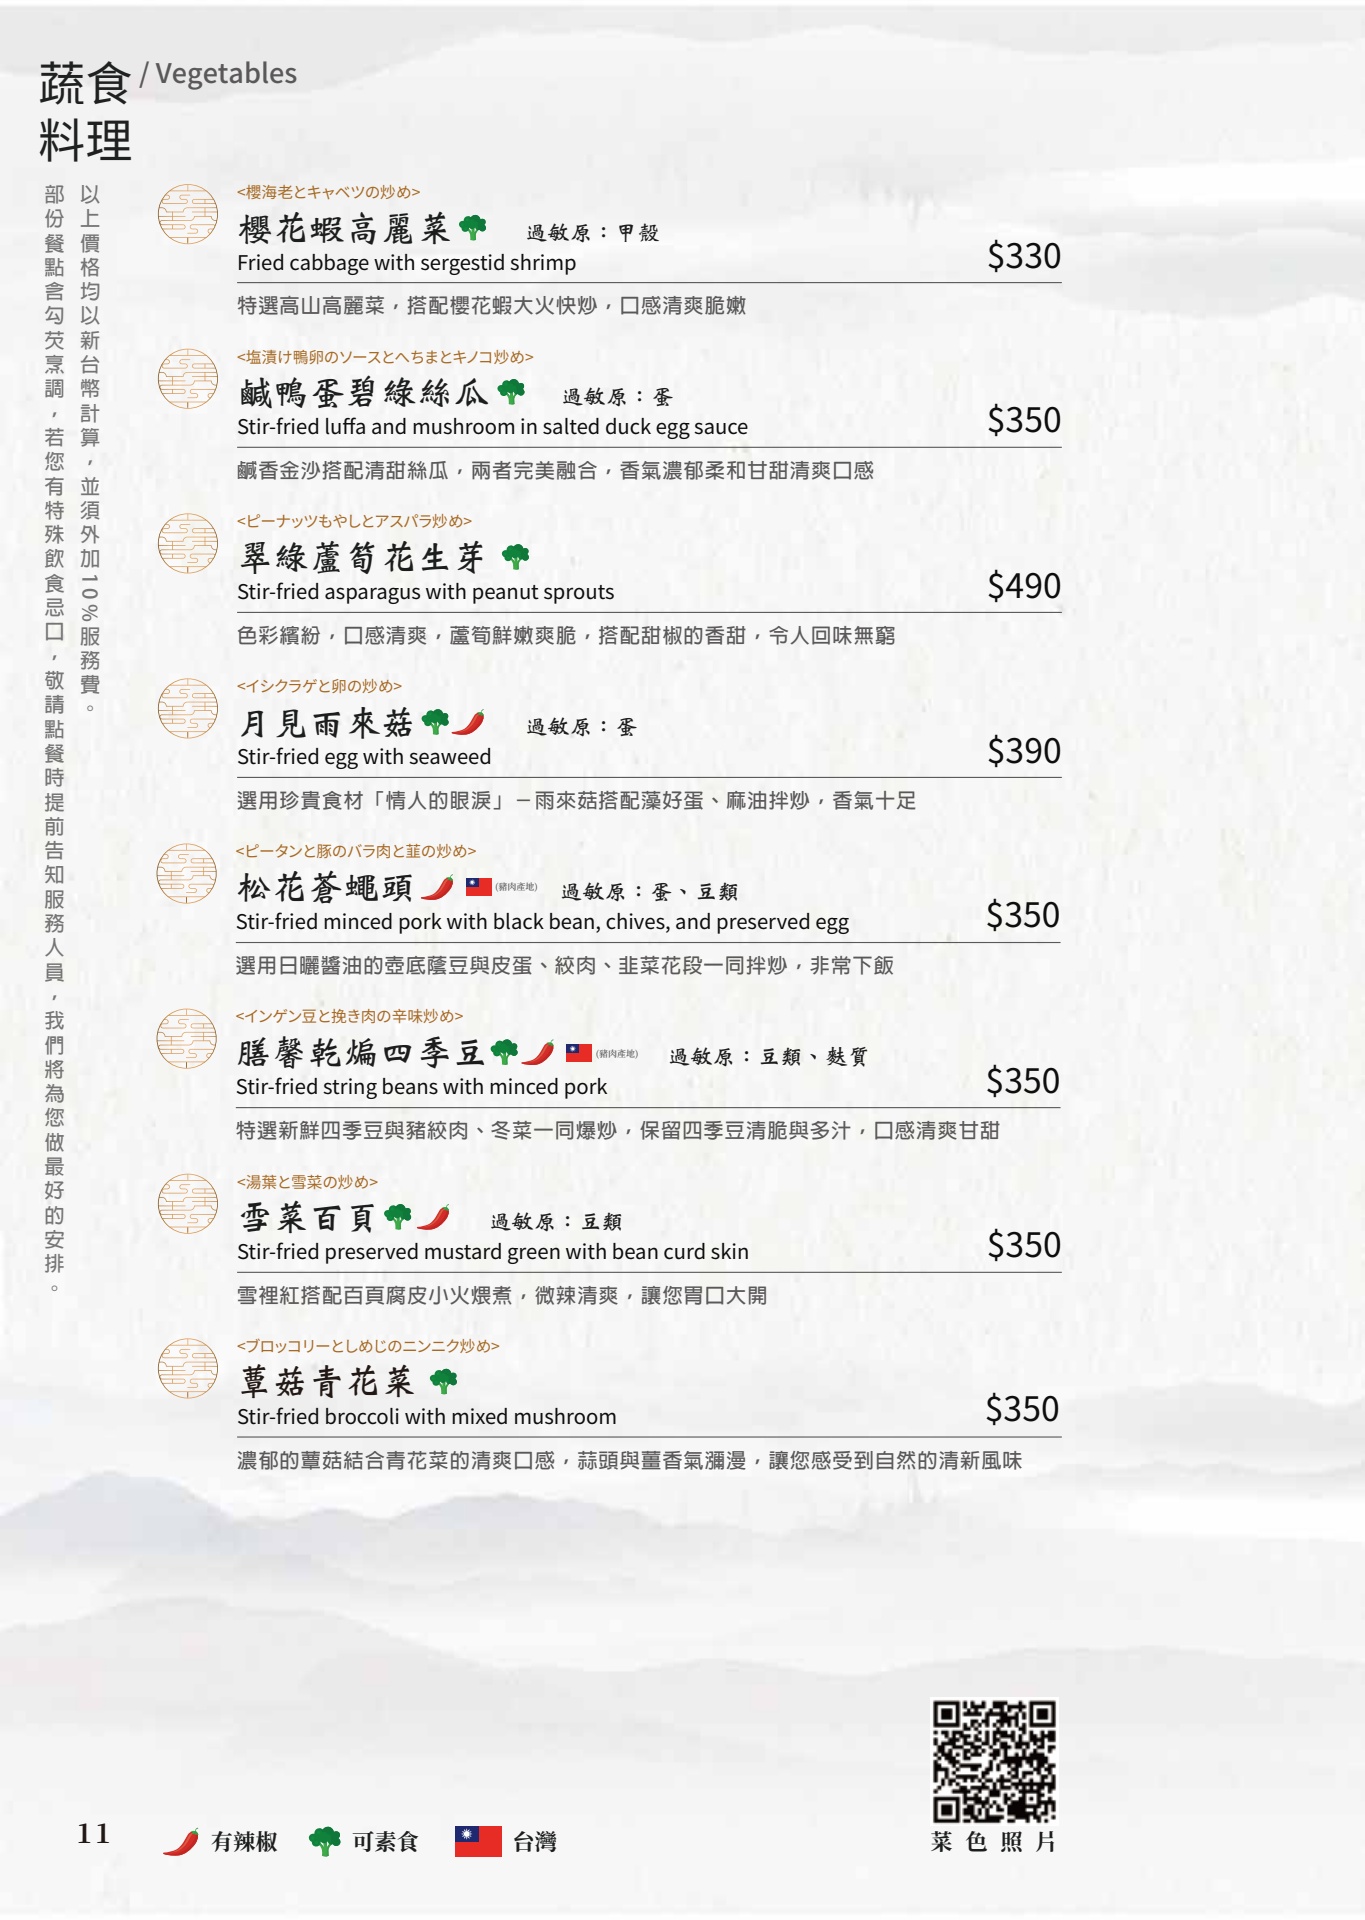 蔬食 / Vegetables
料理
以上價格均以新台幣計算，並須外加10%服務費。
部份餐點含勾芡烹調，若您有特殊飲食忌口，敬請點餐時提前告知服務人員，我們將為您做最好的安排。
<櫻海老とキャベツの炒め>
櫻花蝦高麗菜 過敏原：甲殼
Fried cabbage with sergestid shrimp
$330
特選高山高麗菜，搭配櫻花蝦大火快炒，口感清爽脆嫩
<塩漬け鴨卵のソースとへちまとキノコ炒め>
鹹鴨蛋碧綠絲瓜 過敏原：蛋
Stir-fried luffa and mushroom in salted duck egg sauce
$350
鹹香金沙搭配清甜絲瓜，兩者完美融合，香氣濃郁柔和甘甜清爽口感
<ピーナッツもやしとアスパラ炒め>
翠綠蘆筍花生芽
Stir-fried asparagus with peanut sprouts
$490
色彩繽紛，口感清爽，蘆筍鮮嫩爽脆，搭配甜椒的香甜，令人回味無窮
<イシクラゲと卵の炒め>
月見雨來菇 過敏原：蛋
Stir-fried egg with seaweed
$390
選用珍貴食材「情人的眼淚」－雨來菇搭配藻好蛋、麻油拌炒，香氣十足
<ピータンと豚のバラ肉と韮の炒め>
松花蒼蠅頭 (豬肉產地) 過敏原：蛋、豆類
Stir-fried minced pork with black bean, chives, and preserved egg
$350
選用日曬醬油的壺底蔭豆與皮蛋、絞肉、韭菜花段一同拌炒，非常下飯
<インゲン豆と挽き肉の辛味炒め>
膳馨乾煸四季豆 (豬肉產地) 過敏原：豆類、麩質
Stir-fried string beans with minced pork
$350
特選新鮮四季豆與豬絞肉、冬菜一同爆炒，保留四季豆清脆與多汁，口感清爽甘甜
<湯葉と雪菜の炒め>
雪菜百頁 過敏原：豆類
Stir-fried preserved mustard green with bean curd skin
$350
雪裡紅搭配百頁腐皮小火煨煮，微辣清爽，讓您胃口大開
<ブロッコリーとしめじのニンニク炒め>
蕈菇青花菜
Stir-fried broccoli with mixed mushroom
$350
濃郁的蕈菇結合青花菜的清爽口感，蒜頭與薑香氣瀰漫，讓您感受到自然的清新風味
11 有辣椒 可素食 台灣
菜色照片